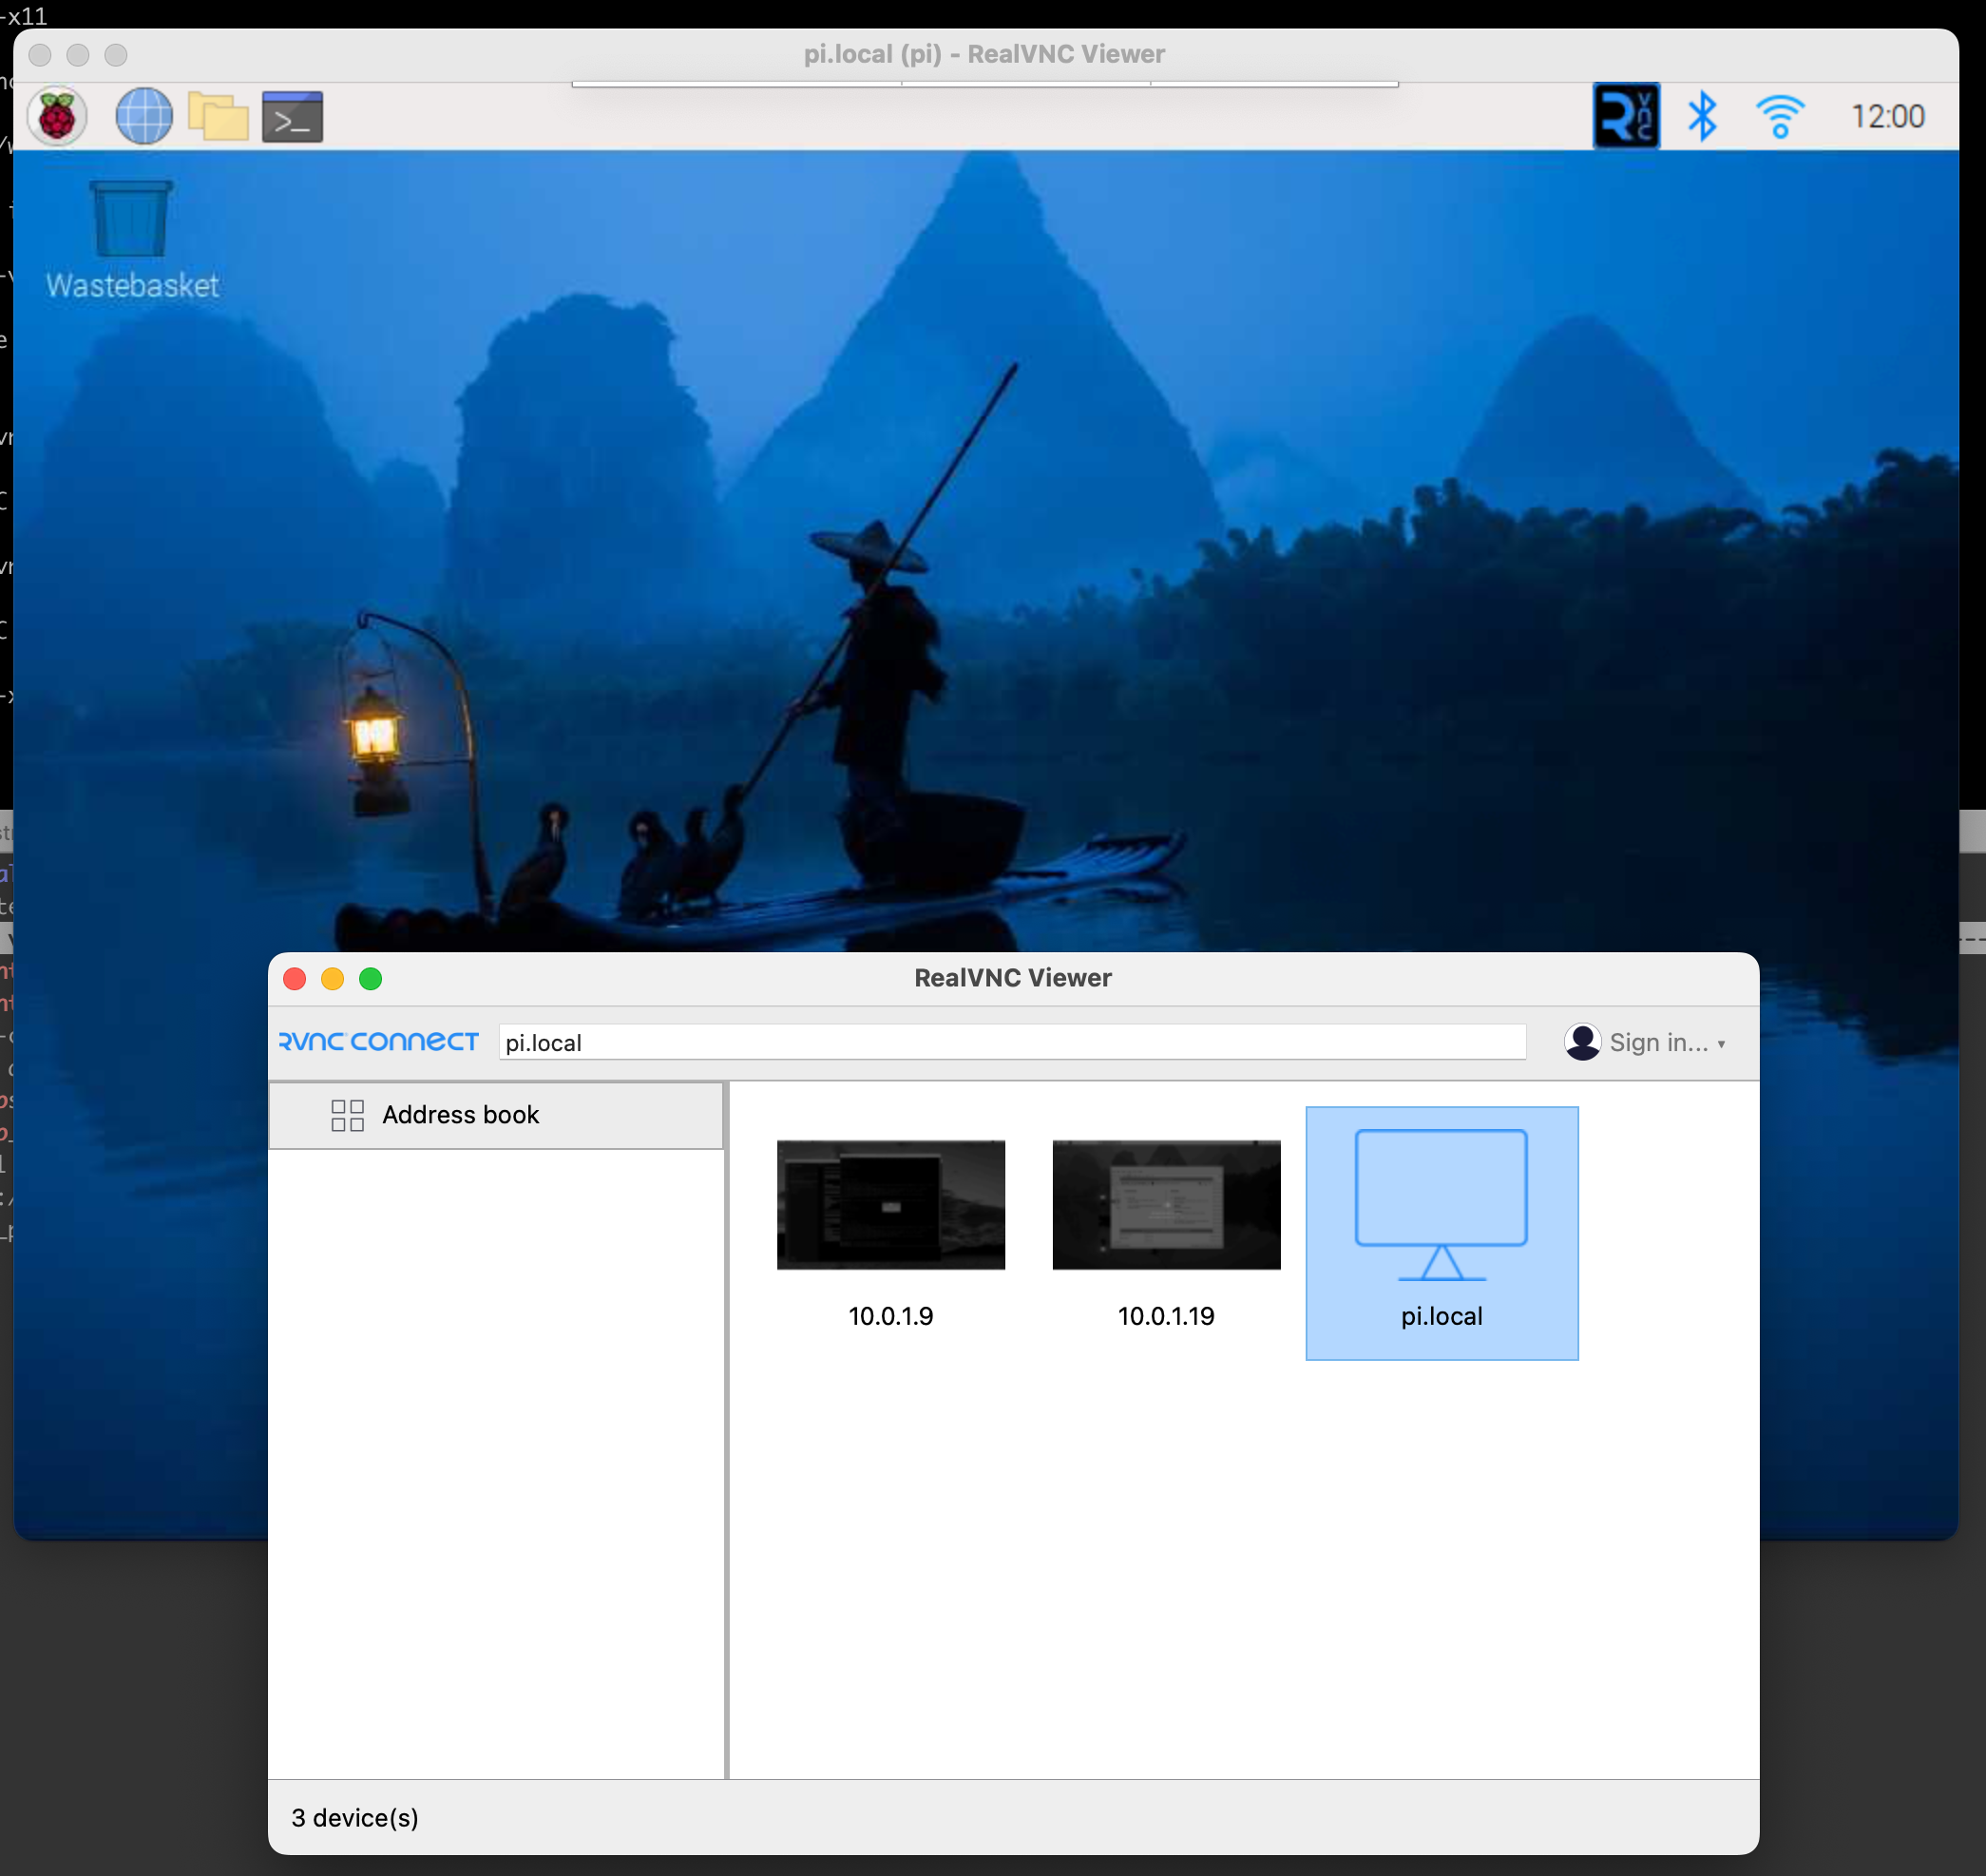 -x11
pi.local (pi) - RealVNC Viewer
>_
VNC
12:00
Wastebasket
RealVNC Viewer
RVNC CONNECT
pi.local
Sign in...
Address book
10.0.1.9
10.0.1.19
pi.local
3 device(s)